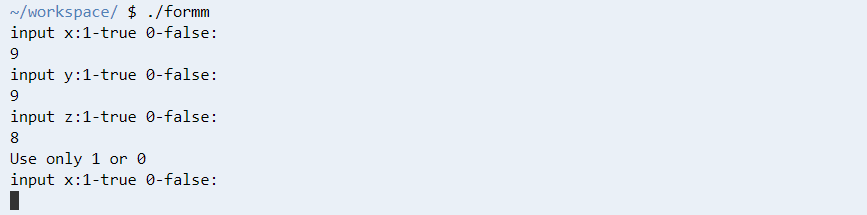 ~/workspace/ $ ./formm
input x:1-true 0-false:
9
input y:1-true 0-false:
9
input z:1-true 0-false:
8
Use only 1 or 0
input x:1-true 0-false: